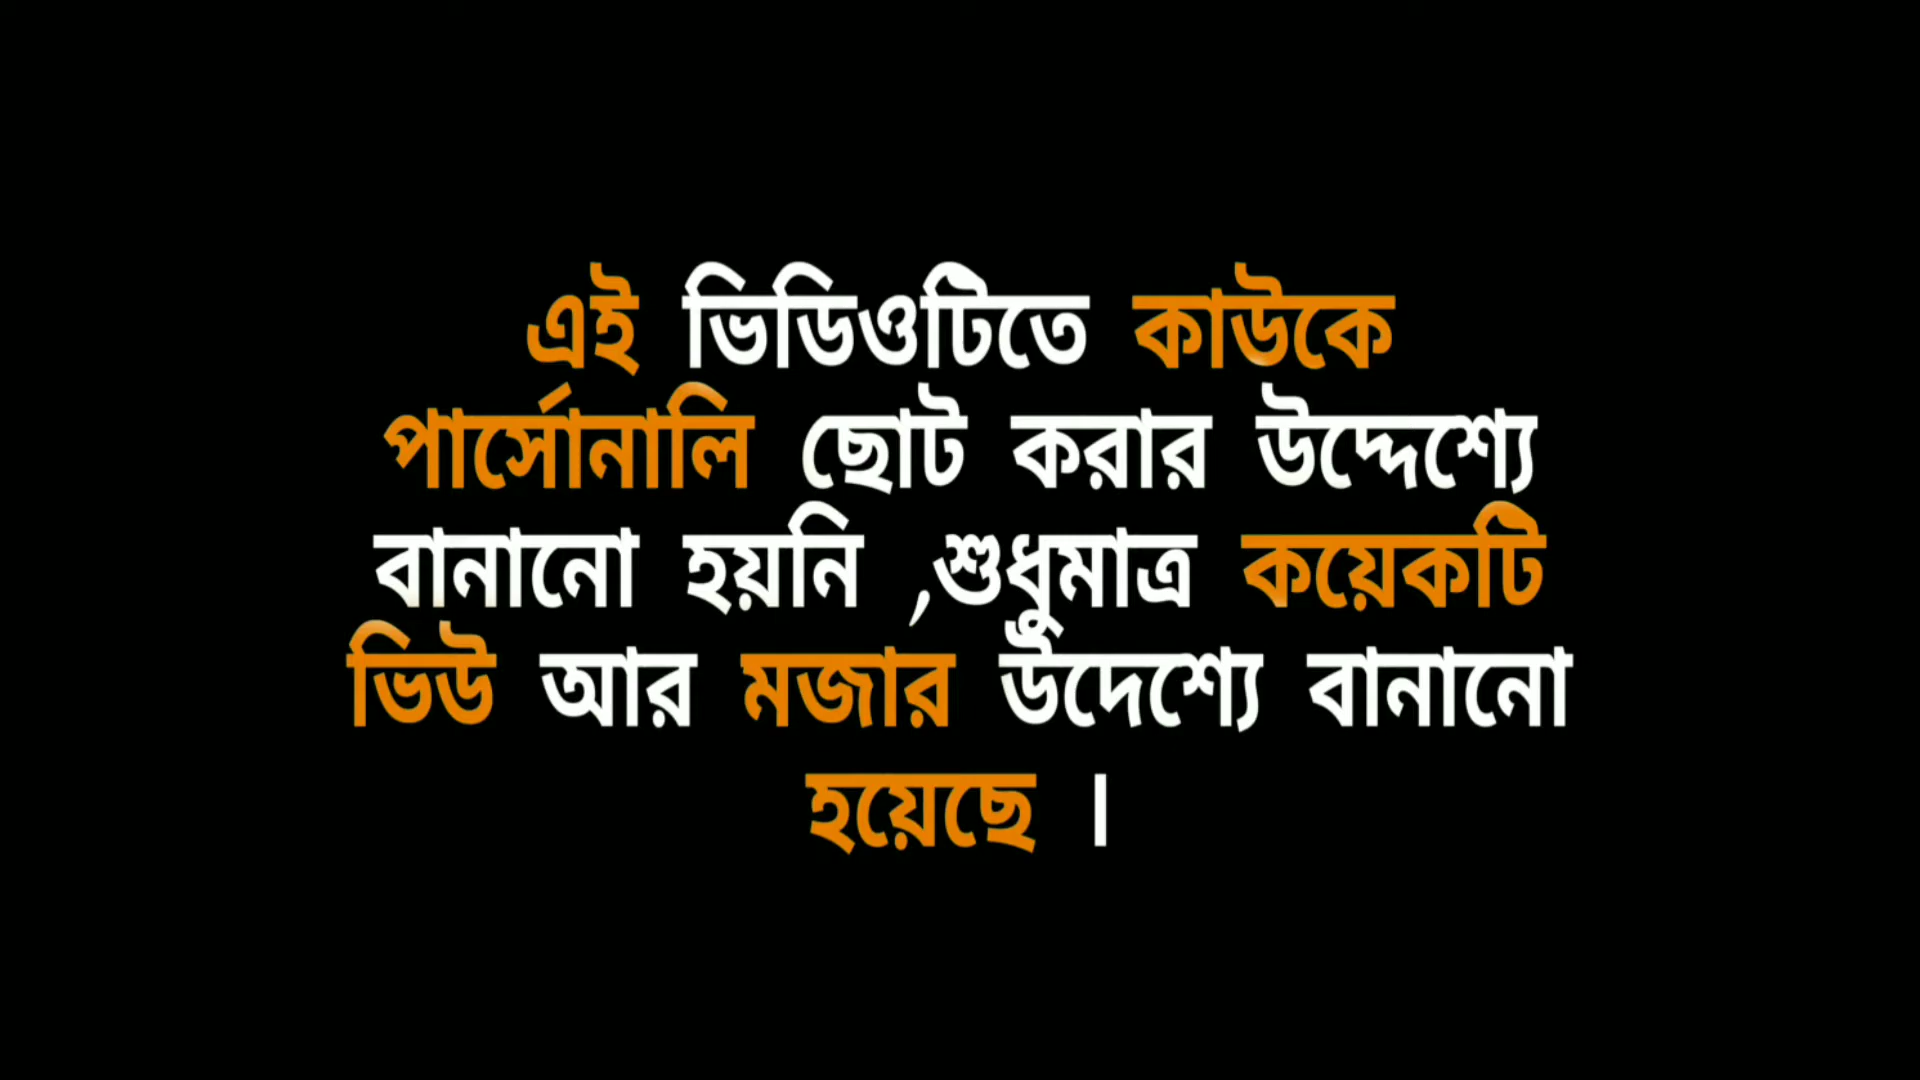 এই ভিডিওটিতে কাউকে
পার্সোনালি ছোট করার উদ্দেশ্যে
বানানো হয়নি ,শুধুমাত্র কয়েকটি
ভিউ আর মজার উদেশ্যে বানানো
হয়েছে ।